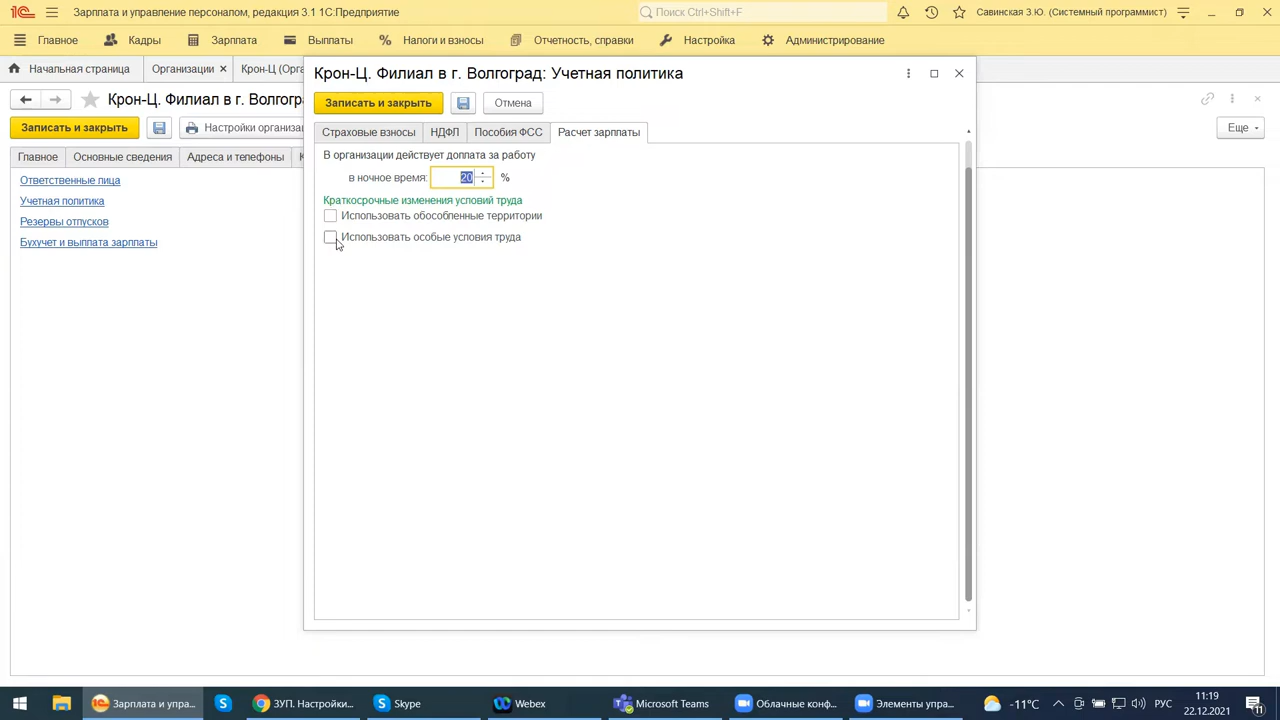 Зарплата и управление персоналом, редакция 3.1 1С:Предприятие
Поиск Ctrl+Shift+F
Савинская З.Ю. (Системный программист)
Главное
Кадры
Зарплата
Выплаты
Налоги и взносы
Отчетность, справки
Настройка
Администрирование
Начальная страница
Организации
Крон-Ц (Орга
Крон-Ц. Филиал в г. Волгогра
Записать и закрыть
Настройки организа
Еще
Главное
Основные сведения
Адреса и телефоны
К
Ответственные лица
Учетная политика
Резервы отпусков
Бухучет и выплата зарплаты
Крон-Ц. Филиал в г. Волгоград: Учетная политика
Записать и закрыть
Отмена
Страховые взносы
НДФЛ
Пособия ФСС
Расчет зарплаты
В организации действует доплата за работу
в ночное время: 20 %
Краткосрочные изменения условий труда
Использовать обособленные территории
Использовать особые условия труда
Зарплата и упра...
ЗУП. Настройки...
Skype
Webex
Microsoft Teams
Облачные конф...
Элементы упра...
-11°C
РУС
11:19
22.12.2021
11